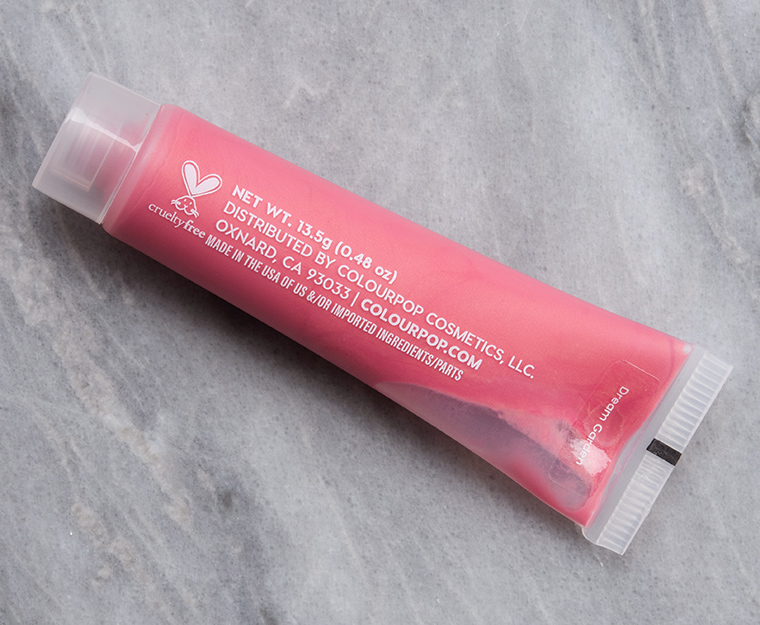 cruelty free
NET WT. 13.5g (0.48 oz)
DISTRIBUTED BY COLOURPOP COSMETICS, LLC.
OXNARD, CA 93033 | COLOURPOP.COM
MADE IN THE USA OF US &/OR IMPORTED INGREDIENTS/PARTS
Dream Garden